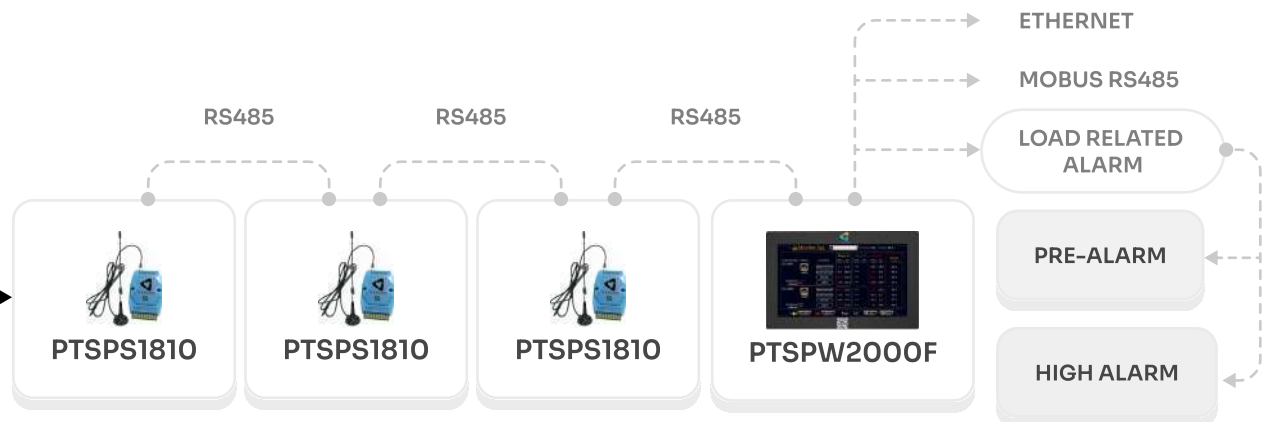 ETHERNET
MOBUS RS485
RS485
RS485
RS485
LOAD RELATED
ALARM
PRE-ALARM
HIGH ALARM
PTSPS1810
PTSPS1810
PTSPS1810
PTSPW2000F